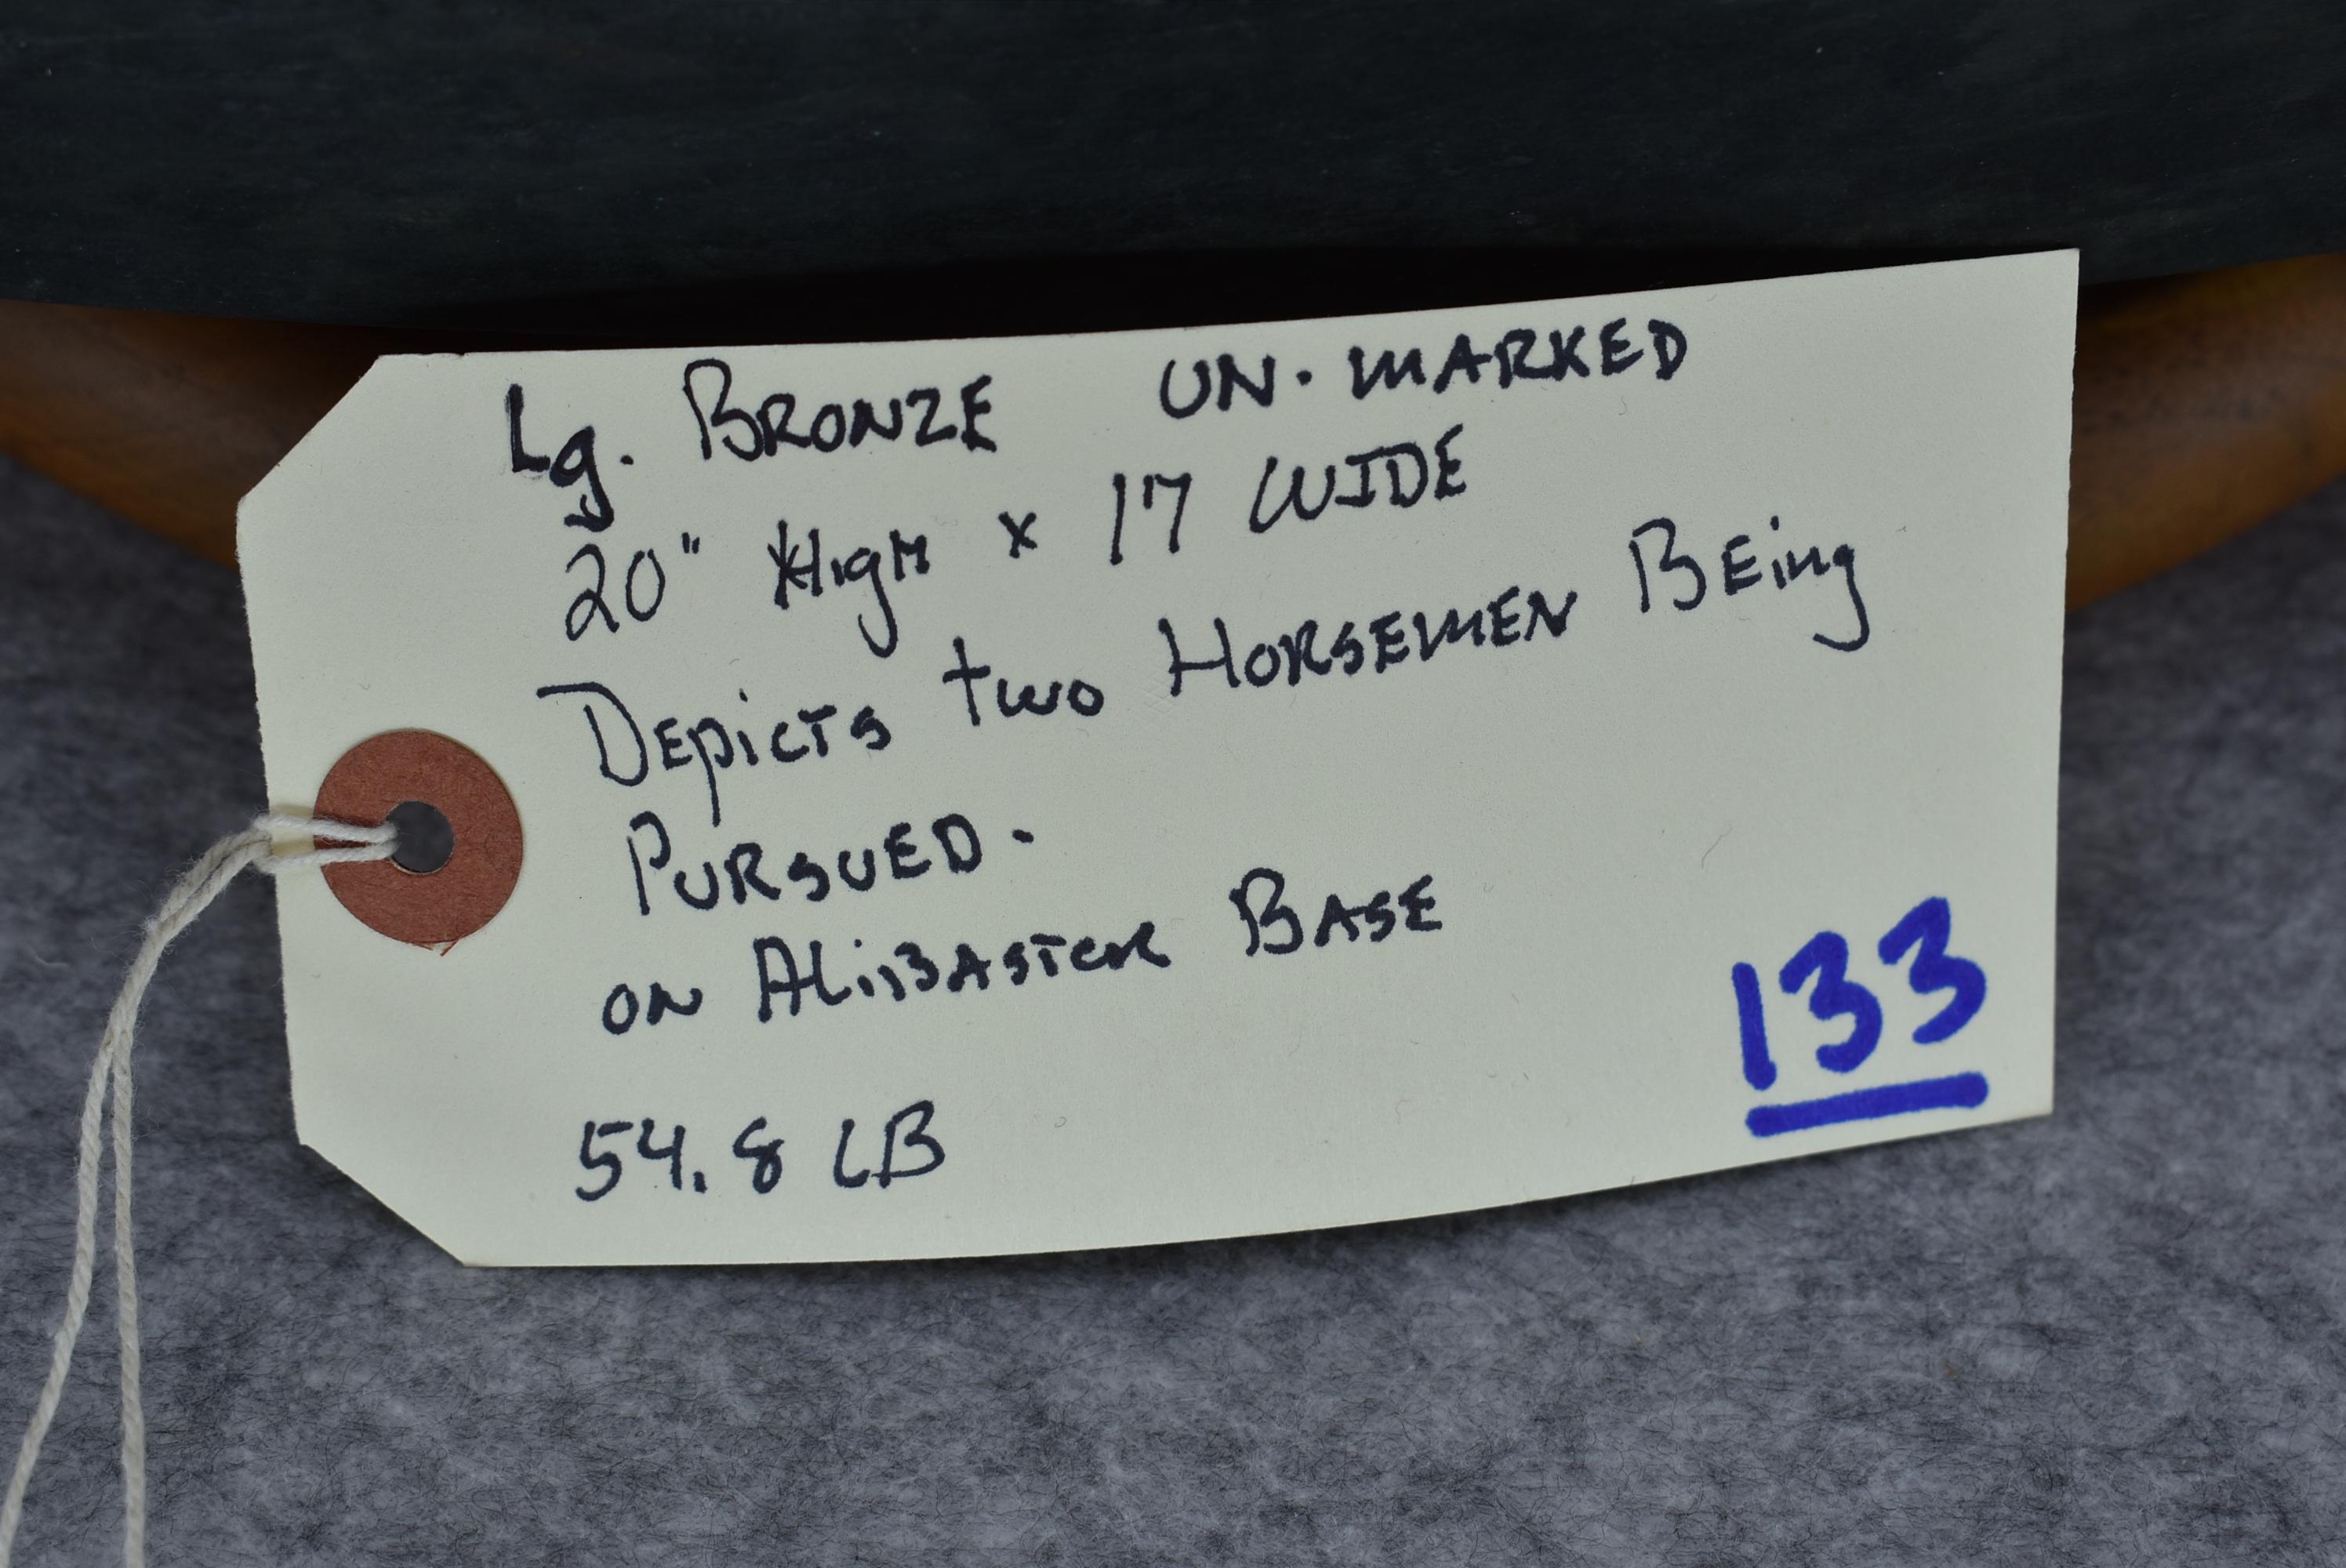 Lg. BRONZE UN-MARKED
20" HigH x 17 WIDE
DEpicTs two HORSEMEN BEing
PURSUED.
ON ALiBASTER BASE
133
54.8 LB